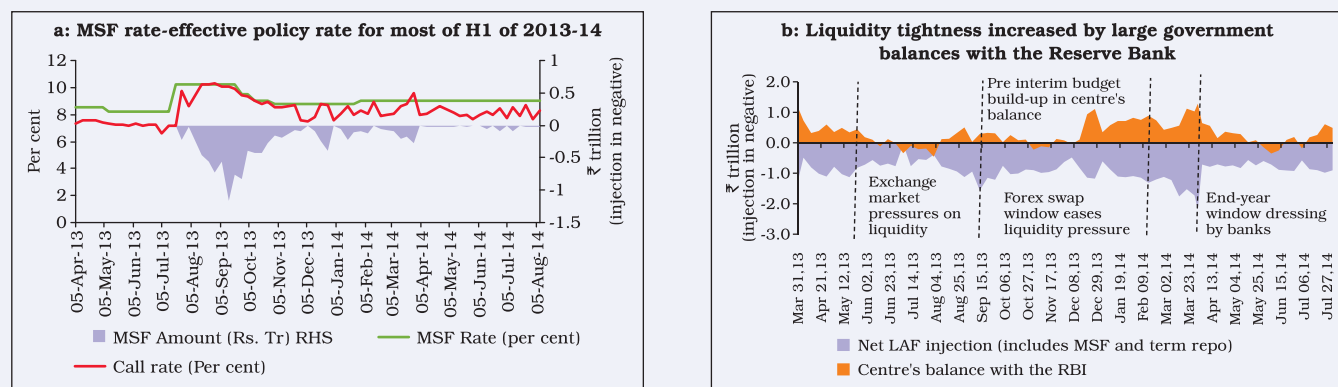 a: MSF rate-effective policy rate for most of H1 of 2013-14
12
10
8
6
4
2
0
Per cent
1
0.5
0
-0.5
-1
-1.5
₹ trillion
(injection in negative)
05-Apr-13
05-May-13
05-Jun-13
05-Jul-13
05-Aug-13
05-Sep-13
05-Oct-13
05-Nov-13
05-Dec-13
05-Jan-14
05-Feb-14
05-Mar-14
05-Apr-14
05-May-14
05-Jun-14
05-Jul-14
05-Aug-14
MSF Amount (Rs. Tr) RHS
MSF Rate (per cent)
Call rate (Per cent)
b: Liquidity tightness increased by large government
balances with the Reserve Bank
₹ trillion
(injection in negative)
2.0
1.0
0.0
-1.0
-2.0
-3.0
Pre interim budget
build-up in centre's
balance
Exchange
market
pressures on
liquidity
Forex swap
window eases
liquidity pressure
End-year
window dressing
by banks
Mar 31,13
Apr 21,13
May 12,13
Jun 02,13
Jun 23,13
Jul 14,13
Aug 04,13
Aug 25,13
Sep 15,13
Oct 06,13
Oct 27,13
Nov 17,13
Dec 08,13
Dec 29,13
Jan 19,14
Feb 09,14
Mar 02,14
Mar 23,14
Apr 13,14
May 04,14
May 25,14
Jun 15,14
Jul 06,14
Jul 27,14
Net LAF injection (includes MSF and term repo)
Centre's balance with the RBI